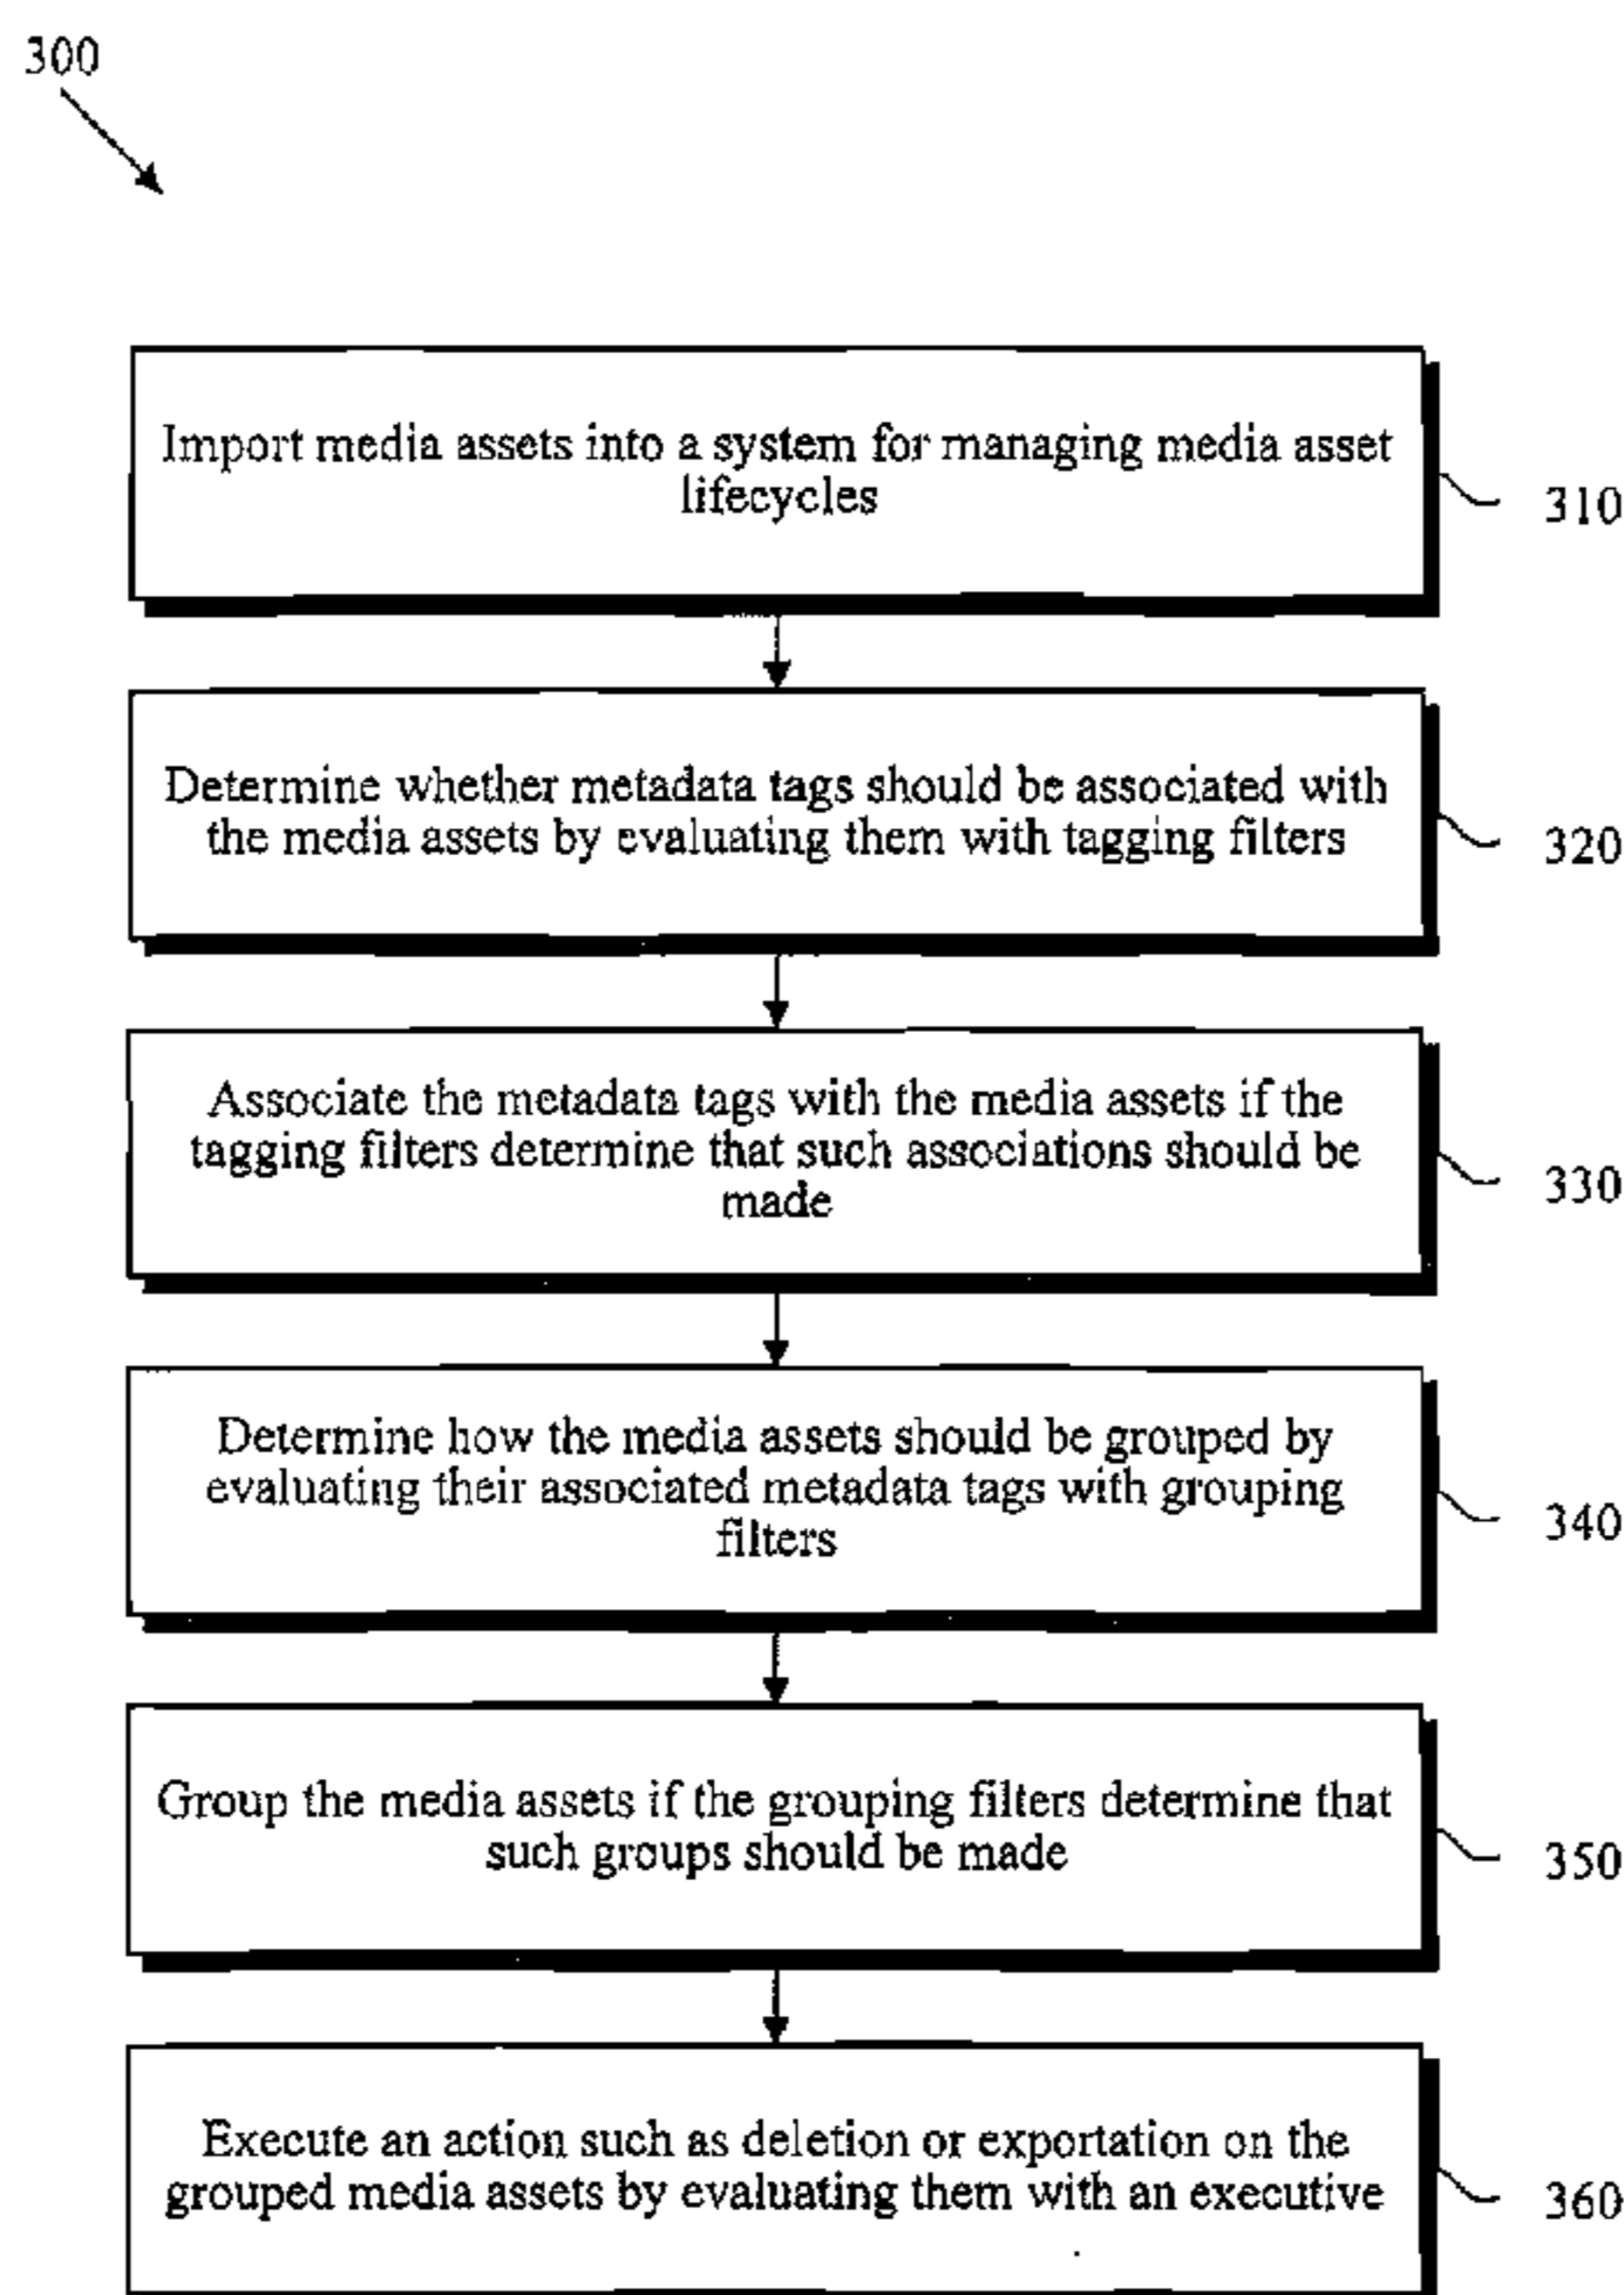 300
Import media assets into a system for managing media asset
lifecycles
310
Determine whether metadata tags should be associated with
the media assets by evaluating them with tagging filters
320
Associate the metadata tags with the media assets if the
tagging filters determine that such associations should be
made
330
Determine how the media assets should be grouped by
evaluating their associated metadata tags with grouping
filters
340
Group the media assets if the grouping filters determine that
such groups should be made
350
Execute an action such as deletion or exportation on the
grouped media assets by evaluating them with an executive
360